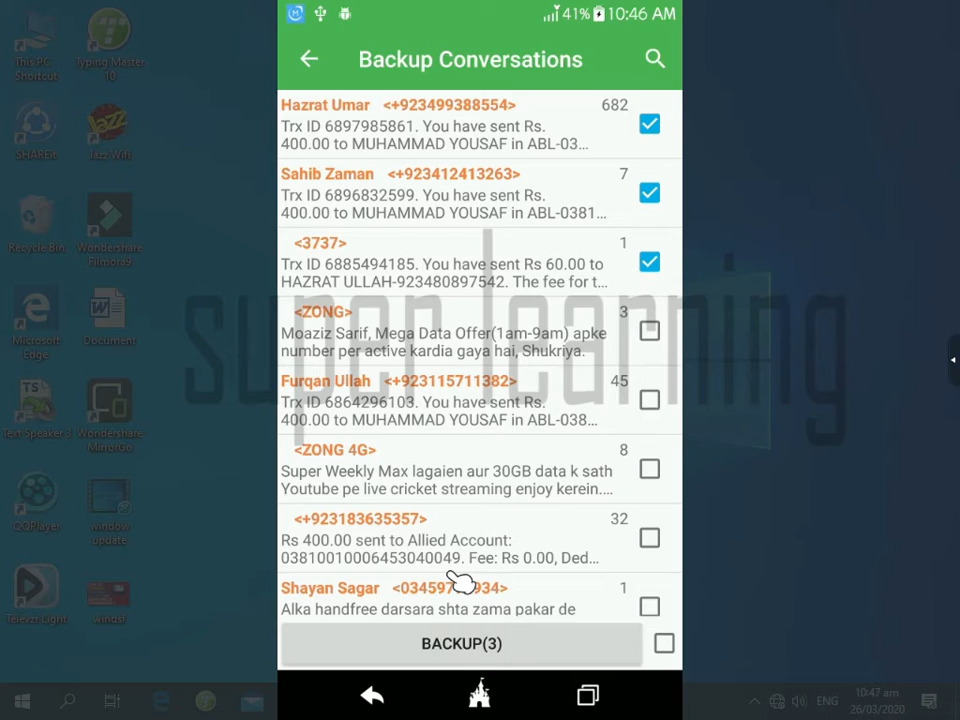 41% 10:46 AM
Backup Conversations
Hazrat Umar <+923499388554> 682
Trx ID 6897985861. You have sent Rs.
400.00 to MUHAMMAD YOUSAF in ABL-03...
Sahib Zaman <+923412413263> 7
Trx ID 6896832599. You have sent Rs.
400.00 to MUHAMMAD YOUSAF in ABL-0381...
<3737> 1
Trx ID 6885494185. You have sent Rs 60.00 to
HAZRAT ULLAH-923480897542. The fee for t...
<ZONG> 3
Moaziz Sarif, Mega Data Offer(1am-9am) apke
number per active kardia gaya hai, Shukriya.
Furqan Ullah <+923115711382> 45
Trx ID 6864296103. You have sent Rs.
400.00 to MUHAMMAD YOUSAF in ABL-038...
<ZONG 4G> 8
Super Weekly Max lagaien aur 30GB data k sath
Youtube pe live cricket streaming enjoy kerein....
<+923183635357> 32
Rs 400.00 sent to Allied Account:
03810010006453040049. Fee: Rs 0.00, Ded...
Shayan Sagar 1
Alka handfree darsara shta zama pakar de
BACKUP(3)
super learning
This PC
Shortcut
Typing Master
10
SHAREit
Jazz Wifi
Recycle Bin
Wondershare
Filmora9
Microsoft
Edge
Document
Text Speaker 3
Wondershare
MirrorGo
QQPlayer
window
update
Televzr Light
windst
ENG
10:47 am
26/03/2020